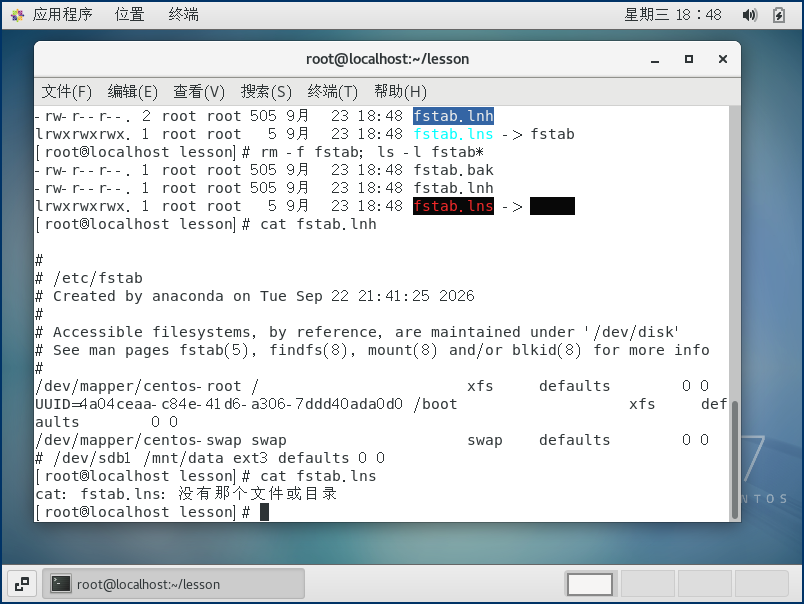 应用程序 位置 终端 星期三 18：48
root@localhost:~/lesson
文件(F) 编辑(E) 查看(V) 搜索(S) 终端(T) 帮助(H)
-rw-r--r--. 2 root root 505 9月  23 18:48 fstab.lnh
lrwxrwxrwx. 1 root root   5 9月  23 18:48 fstab.lns -> fstab
[root@localhost lesson]# rm -f fstab; ls -l fstab*
-rw-r--r--. 1 root root 505 9月  23 18:48 fstab.bak
-rw-r--r--. 1 root root 505 9月  23 18:48 fstab.lnh
lrwxrwxrwx. 1 root root   5 9月  23 18:48 fstab.lns ->
[root@localhost lesson]# cat fstab.lnh
#
# /etc/fstab
# Created by anaconda on Tue Sep 22 21:41:25 2026
#
# Accessible filesystems, by reference, are maintained under '/dev/disk'
# See man pages fstab(5), findfs(8), mount(8) and/or blkid(8) for more info
#
/dev/mapper/centos-root /                       xfs     defaults        0 0
UUID=4a04ceaa-c84e-41d6-a306-7ddd40ada0d0 /boot                   xfs     def
aults        0 0
/dev/mapper/centos-swap swap                    swap    defaults        0 0
# /dev/sdb1 /mnt/data ext3 defaults 0 0
[root@localhost lesson]# cat fstab.lns
cat: fstab.lns: 没有那个文件或目录
[root@localhost lesson]#
7
NTOS
root@localhost:~/lesson